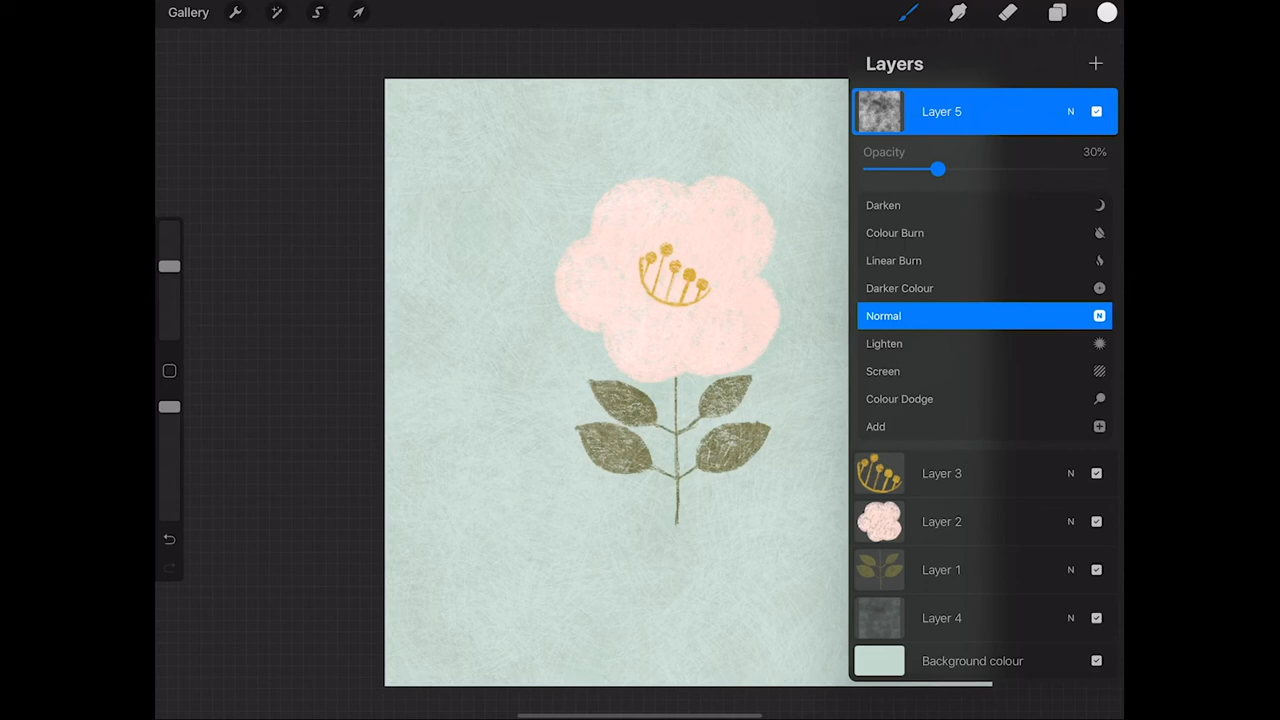 Gallery
Layers
Layer 5 N
Opacity 30%
Darken
Colour Burn
Linear Burn
Darker Colour
Normal N
Lighten
Screen
Colour Dodge
Add
Layer 3 N
Layer 2 N
Layer 1 N
Layer 4 N
Background colour